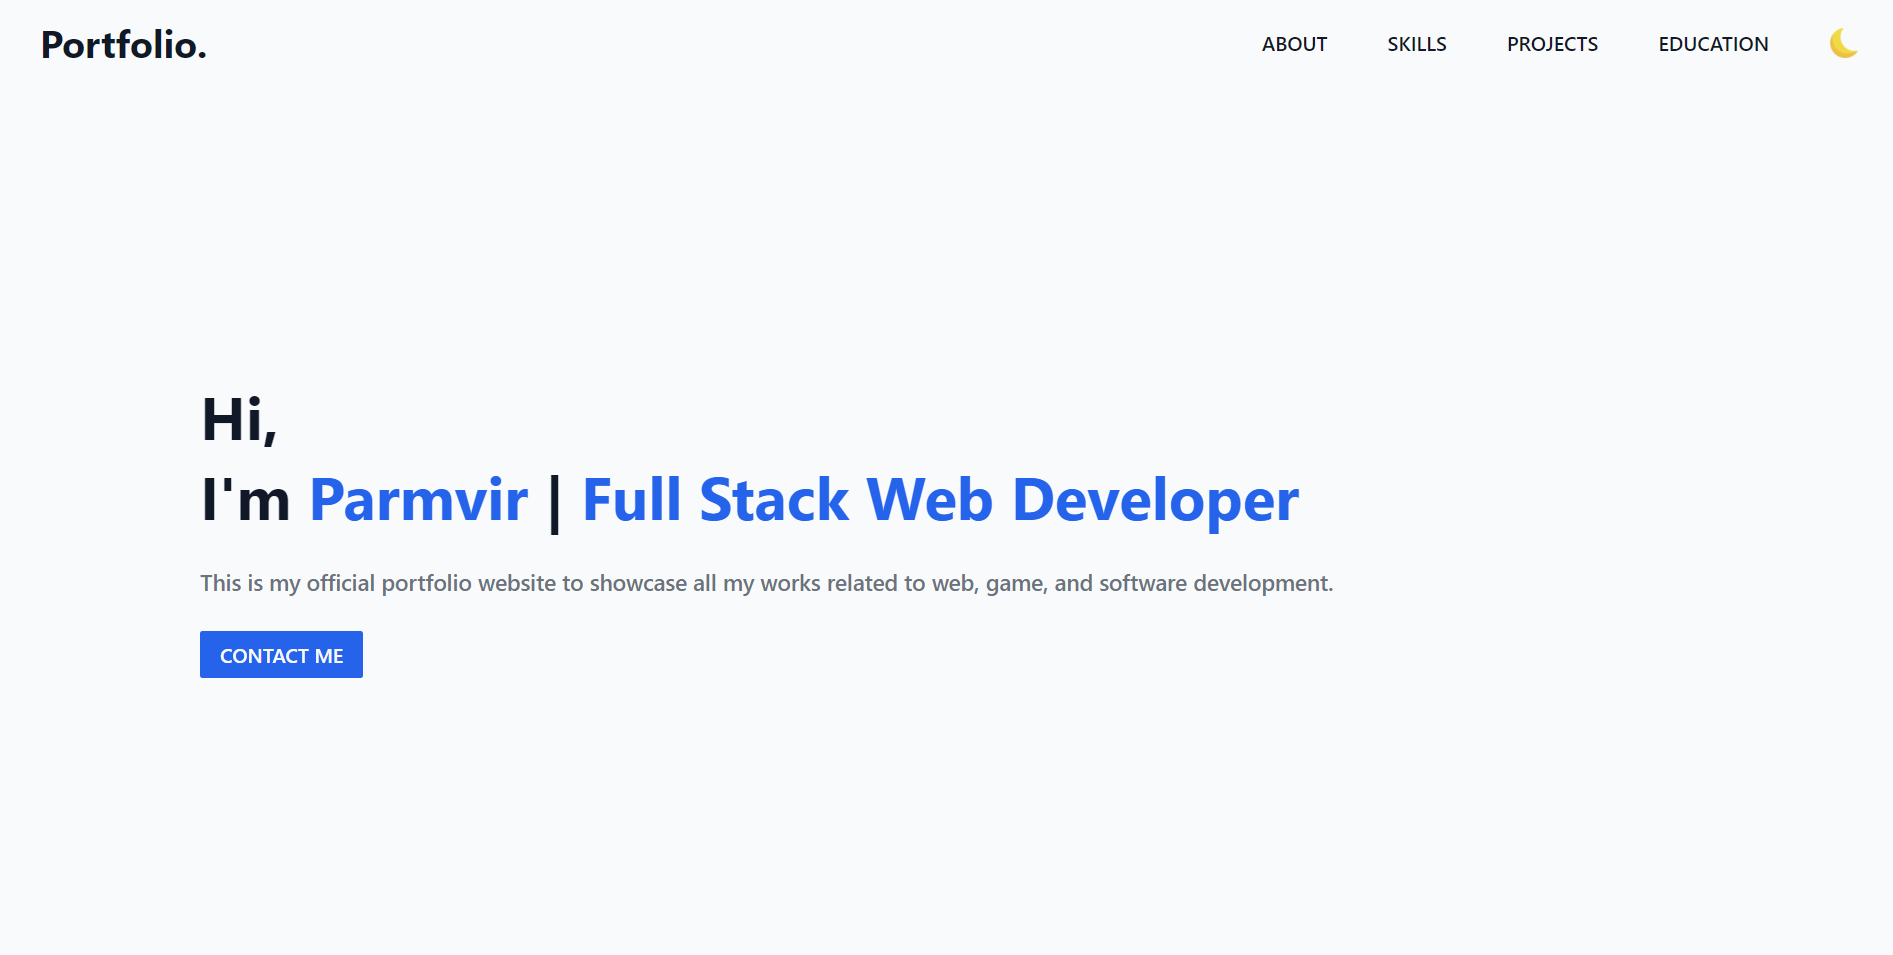 Portfolio.
ABOUT SKILLS PROJECTS EDUCATION
Hi,
I'm Parmvir | Full Stack Web Developer
This is my official portfolio website to showcase all my works related to web, game, and software development.
CONTACT ME